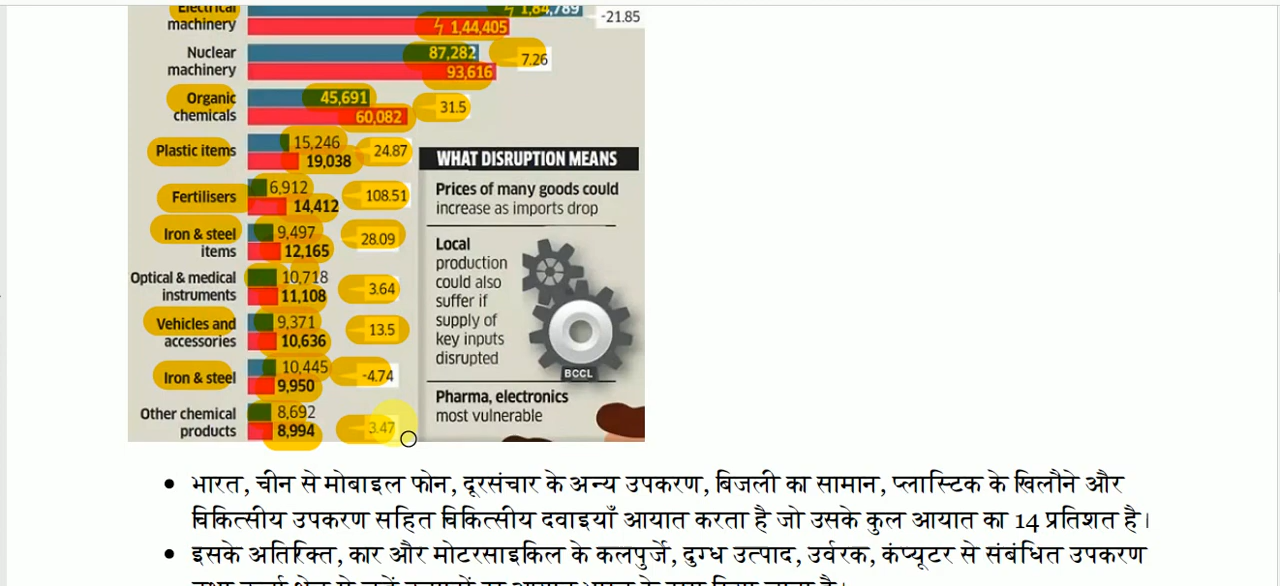 Electrical
machinery
1,84,789
1,44,405
-21.85
Nuclear
machinery
87,282
93,616
7.26
Organic
chemicals
45,691
60,082
31.5
Plastic items
15,246
19,038
24.87
Fertilisers
6,912
14,412
108.51
Iron & steel
items
9,497
12,165
28.09
Optical & medical
instruments
10,718
11,108
3.64
Vehicles and
accessories
9,371
10,636
13.5
Iron & steel
10,445
9,950
-4.74
Other chemical
products
8,692
8,994
3.47
WHAT DISRUPTION MEANS
Prices of many goods could
increase as imports drop
Local
production
could also
suffer if
supply of
key inputs
disrupted
BCCL
Pharma, electronics
most vulnerable
• भारत, चीन से मोबाइल फोन, दूरसंचार के अन्य उपकरण, बिजली का सामान, प्लास्टिक के खिलौने और
चिकित्सीय उपकरण सहित चिकित्सीय दवाइयाँ आयात करता है जो उसके कुल आयात का 14 प्रतिशत है।
• इसके अतिरिक्त, कार और मोटरसाइकिल के कलपुर्जे, दुग्ध उत्पाद, उर्वरक, कंप्यूटर से संबंधित उपकरण